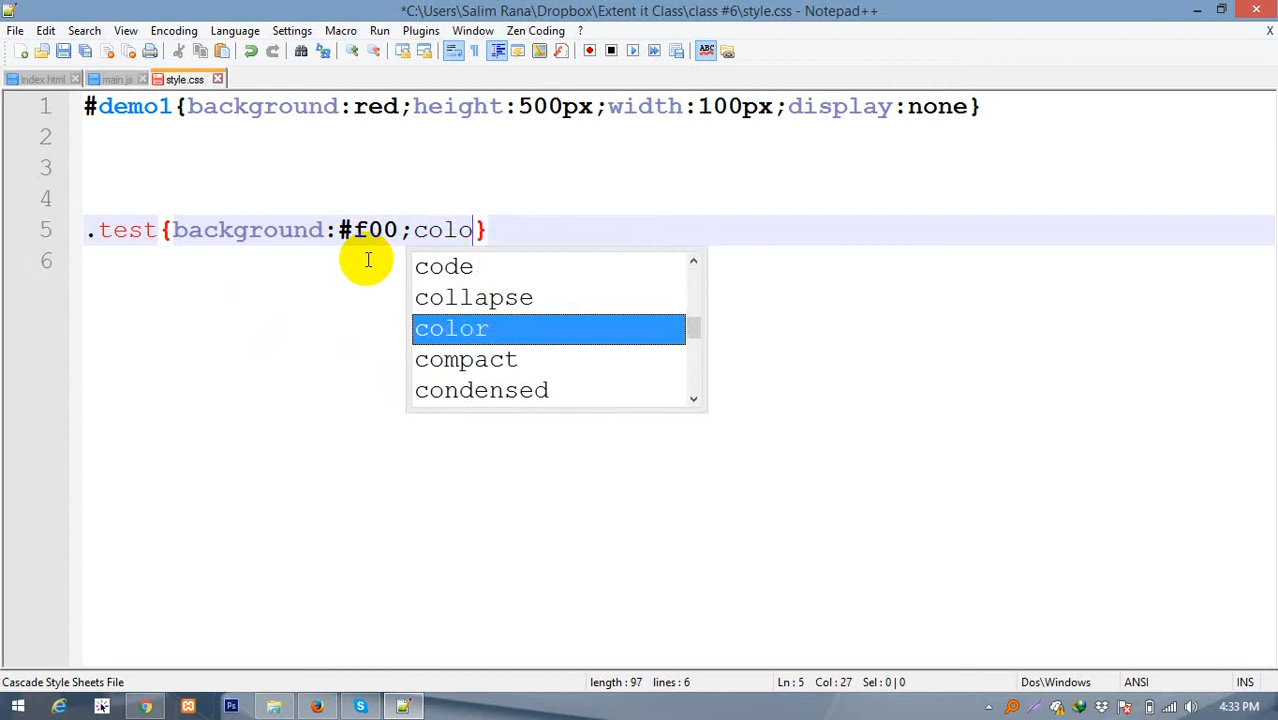 *C:\Users\Salim Rana\Dropbox\Extent it Class\class #6\style.css - Notepad++
File Edit Search View Encoding Language Settings Macro Run Plugins Window Zen Coding ? X
index.html main.js style.css
1 #demo1{background:red;height:500px;width:100px;display:none}
2
3
4
5 .test{background:#f00;colo}
6
code
collapse
color
compact
condensed
Cascade Style Sheets File length : 97 lines : 6 Ln : 5 Col : 27 Sel : 0 | 0 Dos\Windows ANSI INS
4:33 PM